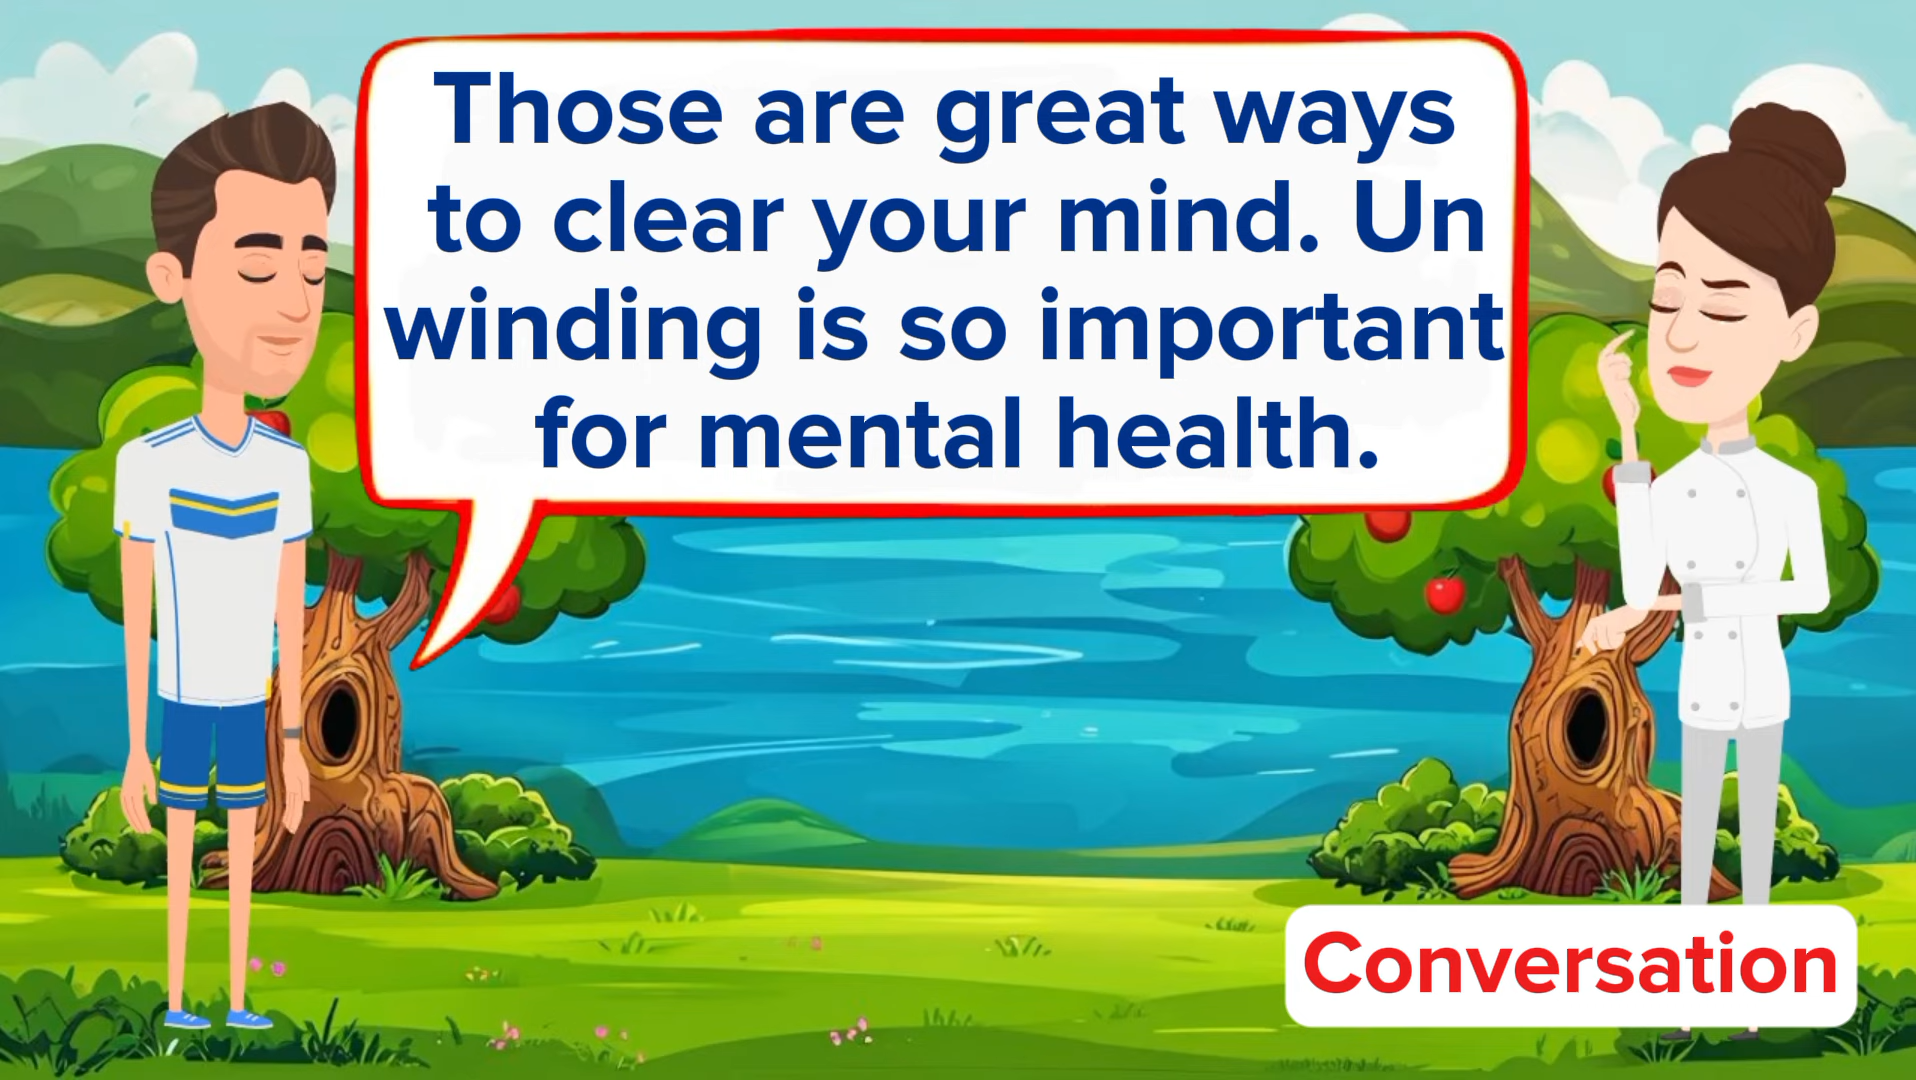 Those are great ways
to clear your mind. Un
winding is so important
for mental health.
Conversation